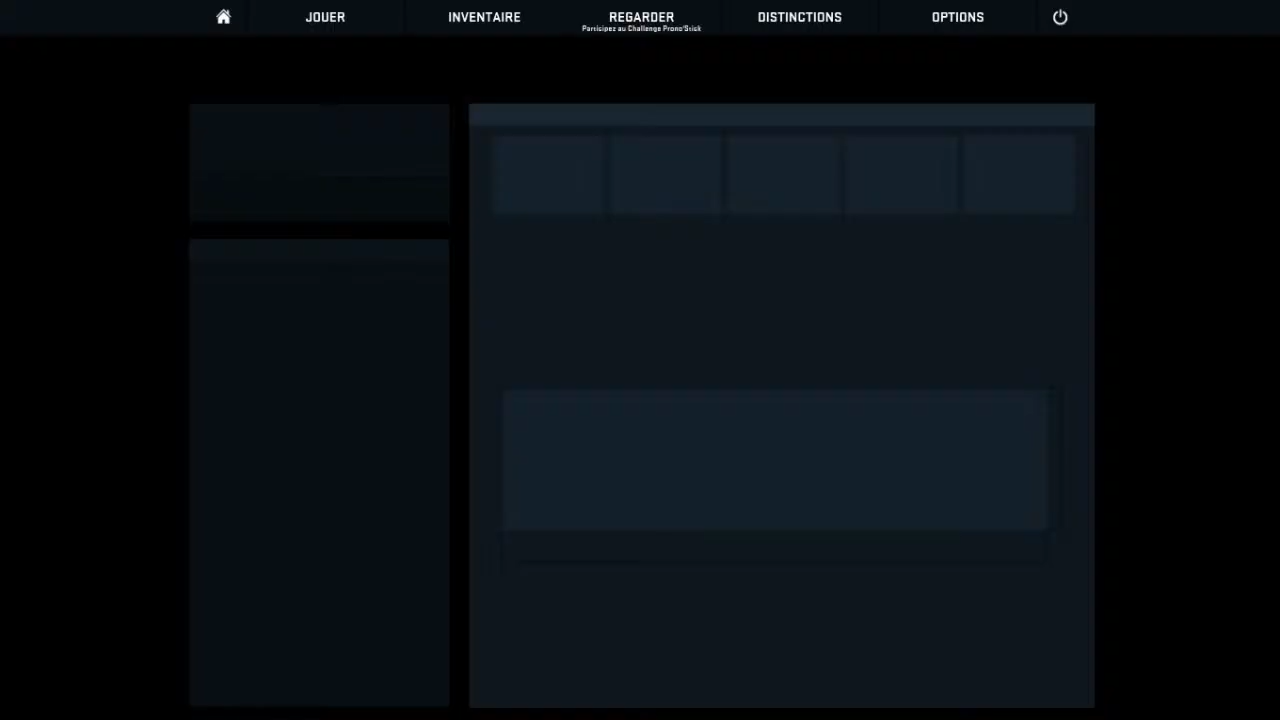 JOUER
INVENTAIRE
REGARDER
Participez au Challenge Prono'Stick
DISTINCTIONS
OPTIONS